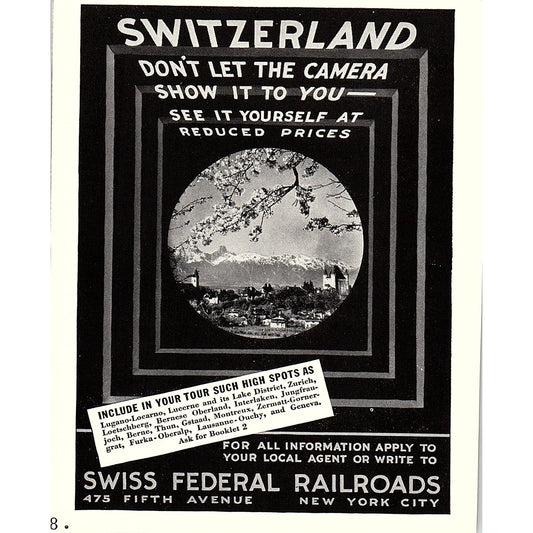 SWITZERLAND
DON'T LET THE CAMERA
SHOW IT TO YOU—
SEE IT YOURSELF AT
REDUCED PRICES
INCLUDE IN YOUR TOUR SUCH HIGH SPOTS AS
Lugano-Locarno, Lucerne and its Lake District, Zurich,
Loetschberg, Bernese Oberland, Interlaken, Jungfrau-
joch, Berne, Thun, Gstaad, Montreux, Zermatt-Gorner-
grat, Furka-Oberalp, Lausanne-Ouchy, and Geneva.
Ask for Booklet 2
FOR ALL INFORMATION APPLY TO
YOUR LOCAL AGENT OR WRITE TO
SWISS FEDERAL RAILROADS
475 FIFTH AVENUE NEW YORK CITY
8.